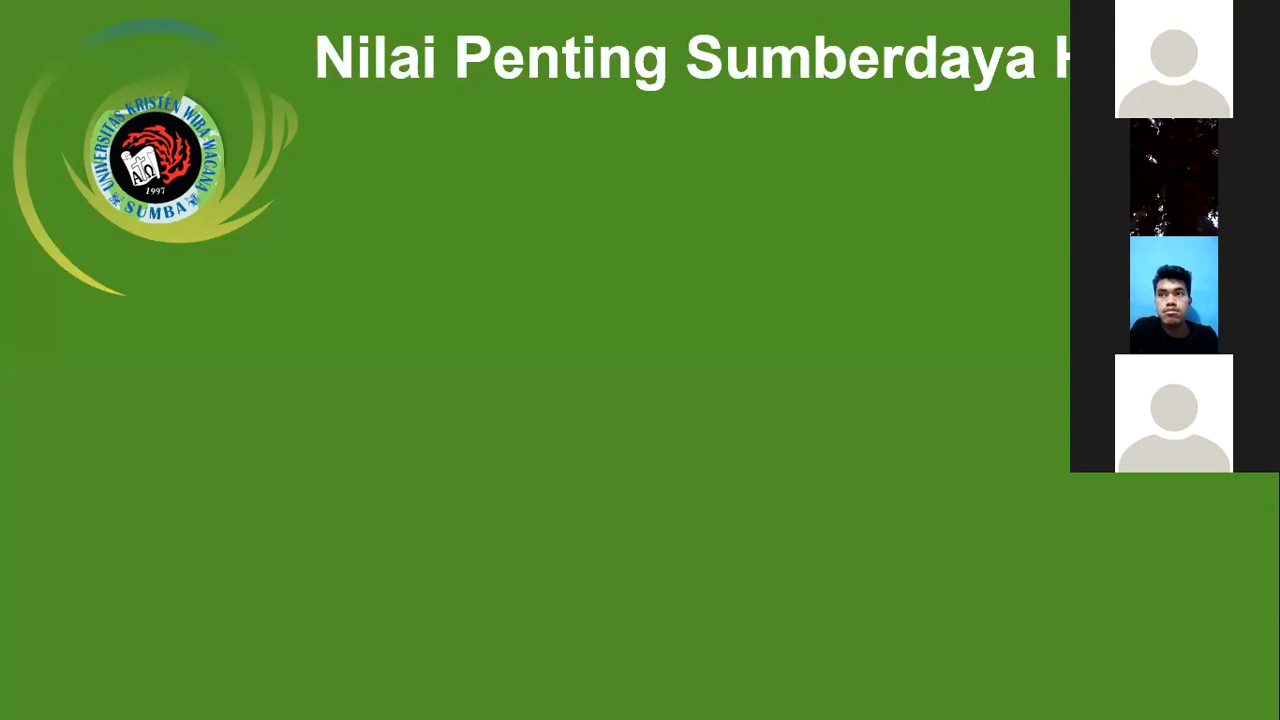 Nilai Penting Sumberdaya H
UNIVERSITAS KRISTEN WIRA WACANA
A Ω
1997
SUMBA